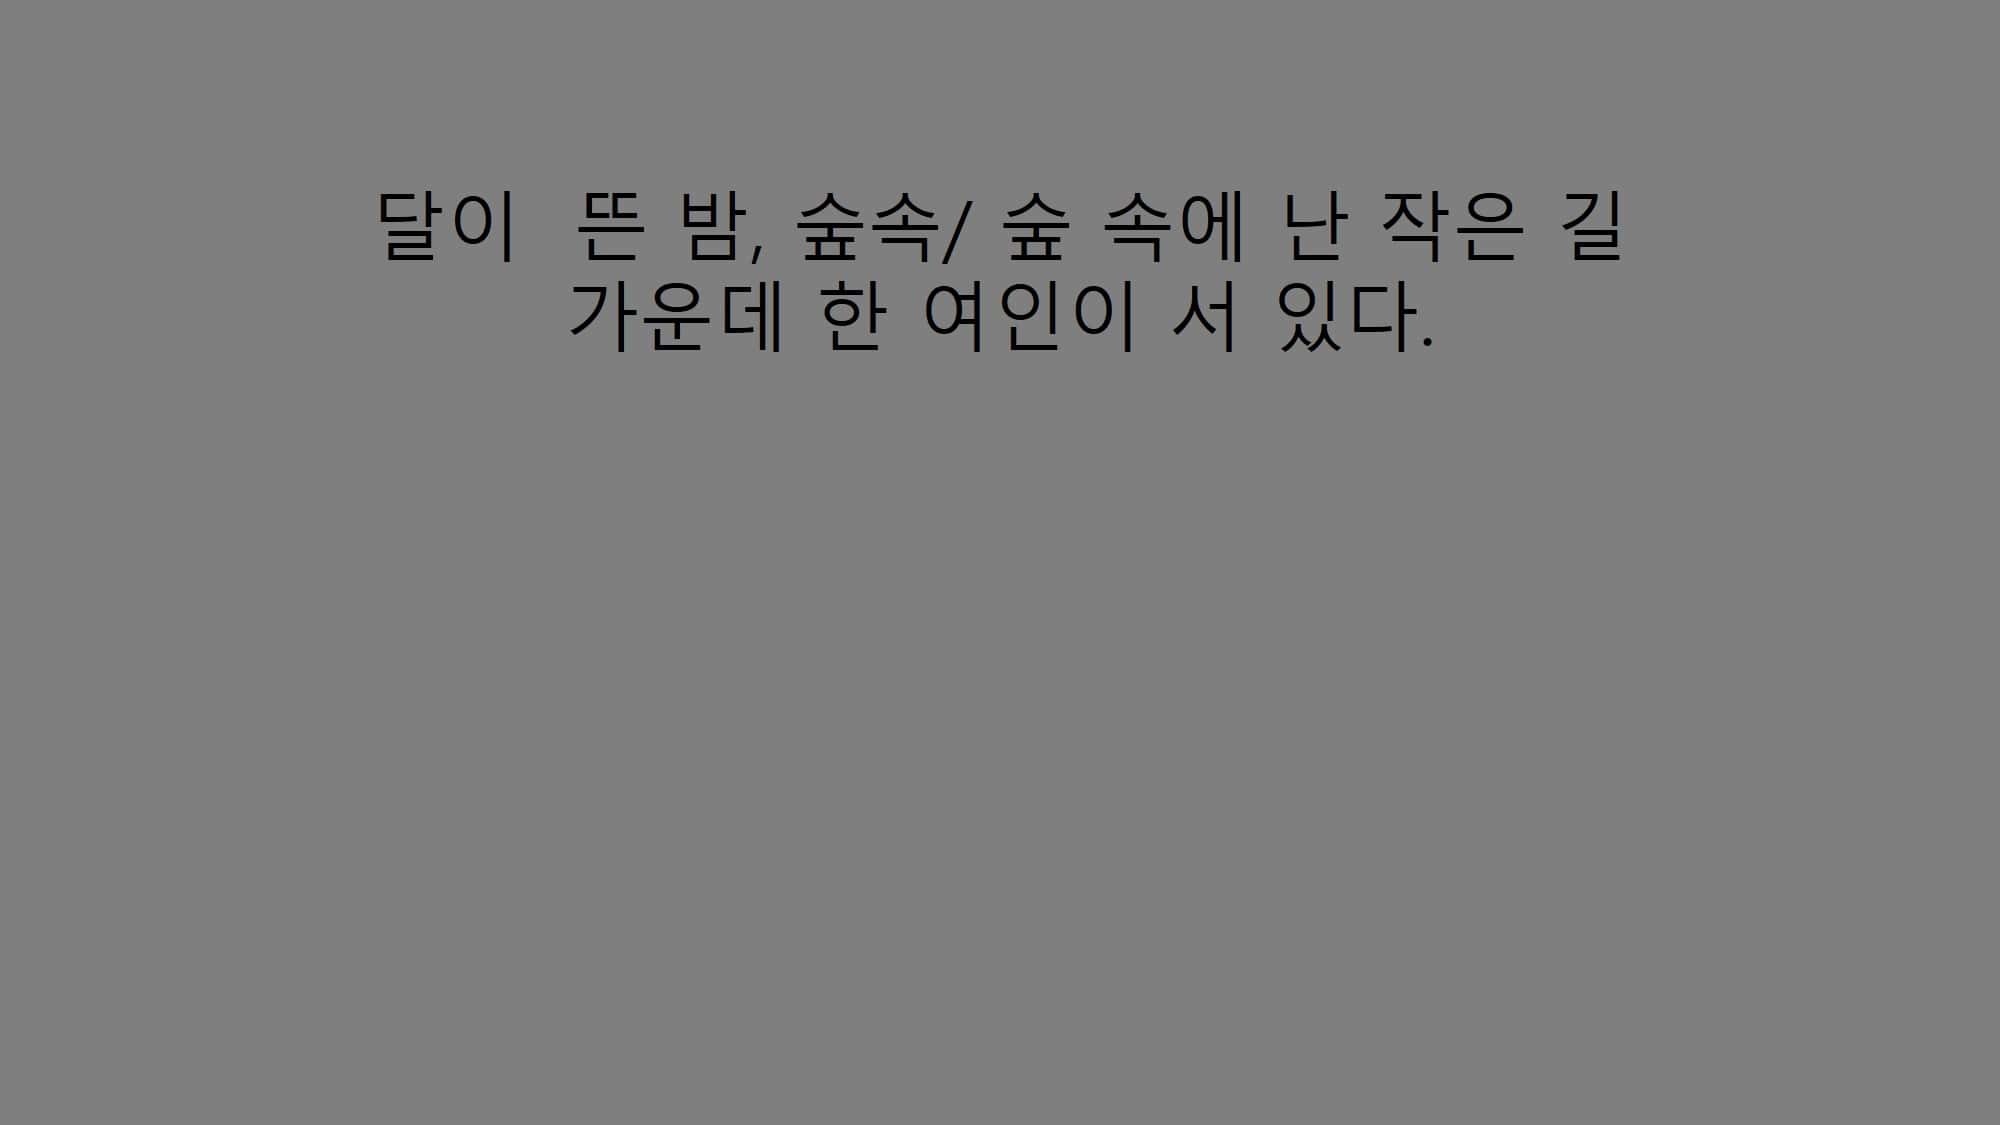 달이  뜬 밤, 숲속/ 숲 속에 난 작은 길
가운데 한 여인이 서 있다.